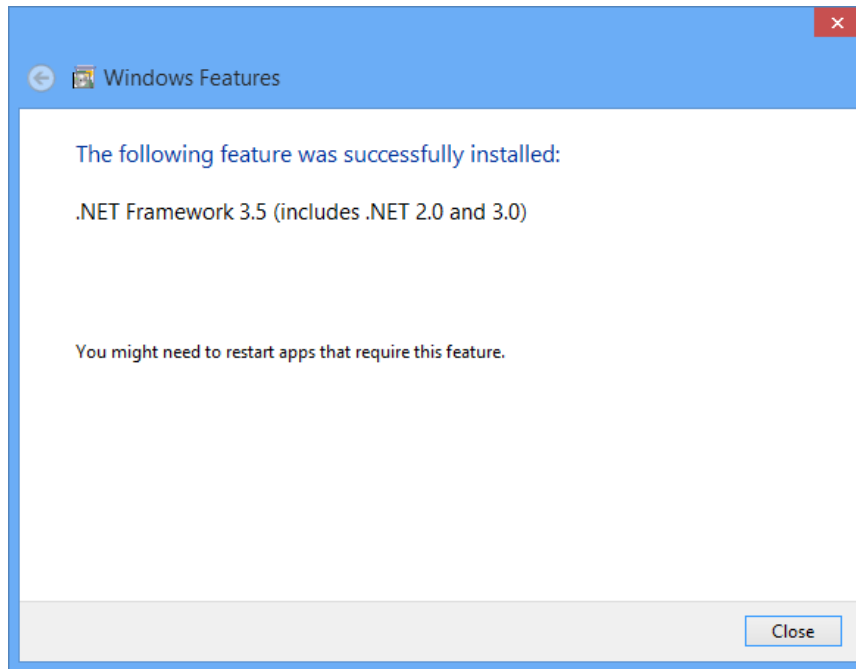 Windows Features
The following feature was successfully installed:
.NET Framework 3.5 (includes .NET 2.0 and 3.0)
You might need to restart apps that require this feature.
Close